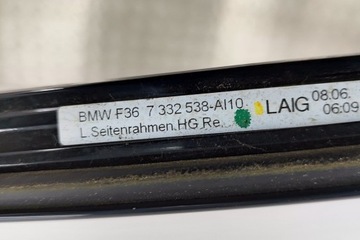 BMW F36 7 332 538-AI10 LAIG 08.06.
L Seitenrahmen.HG Re. 06:09